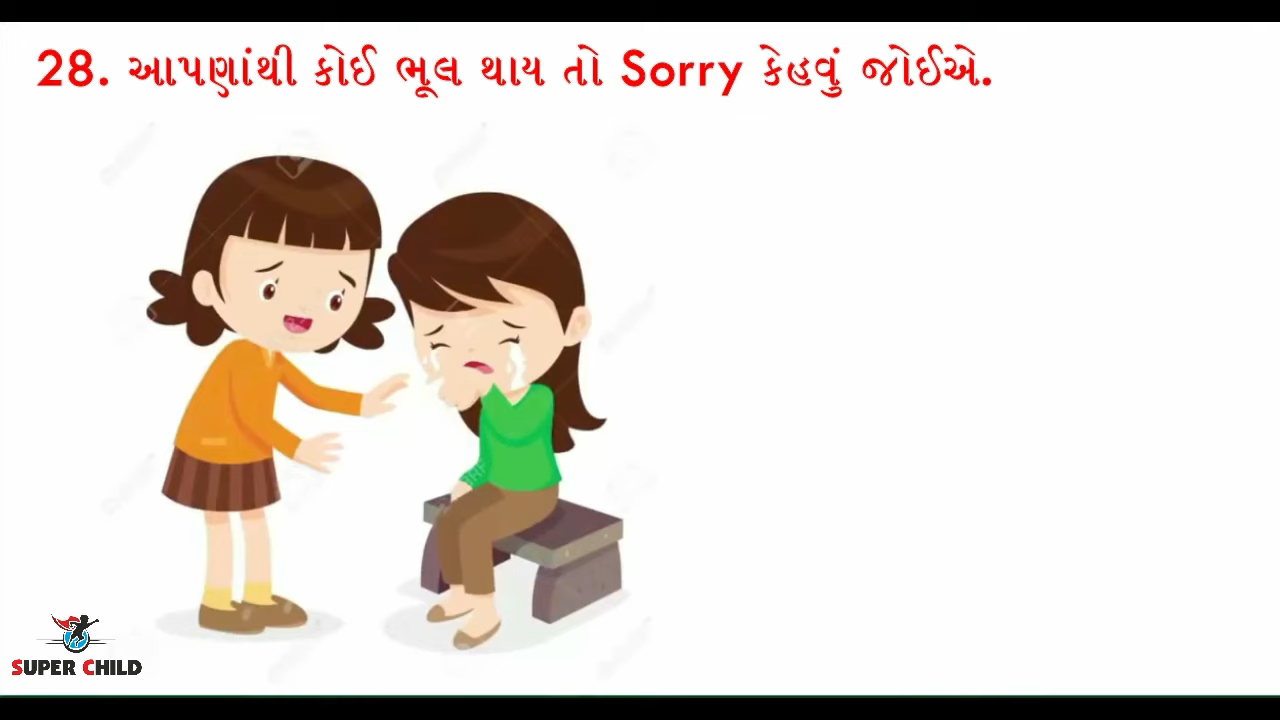 28. આપણાંથી કોઈ ભૂલ થાય તો Sorry કેહવું જોઈએ.
SUPER CHILD